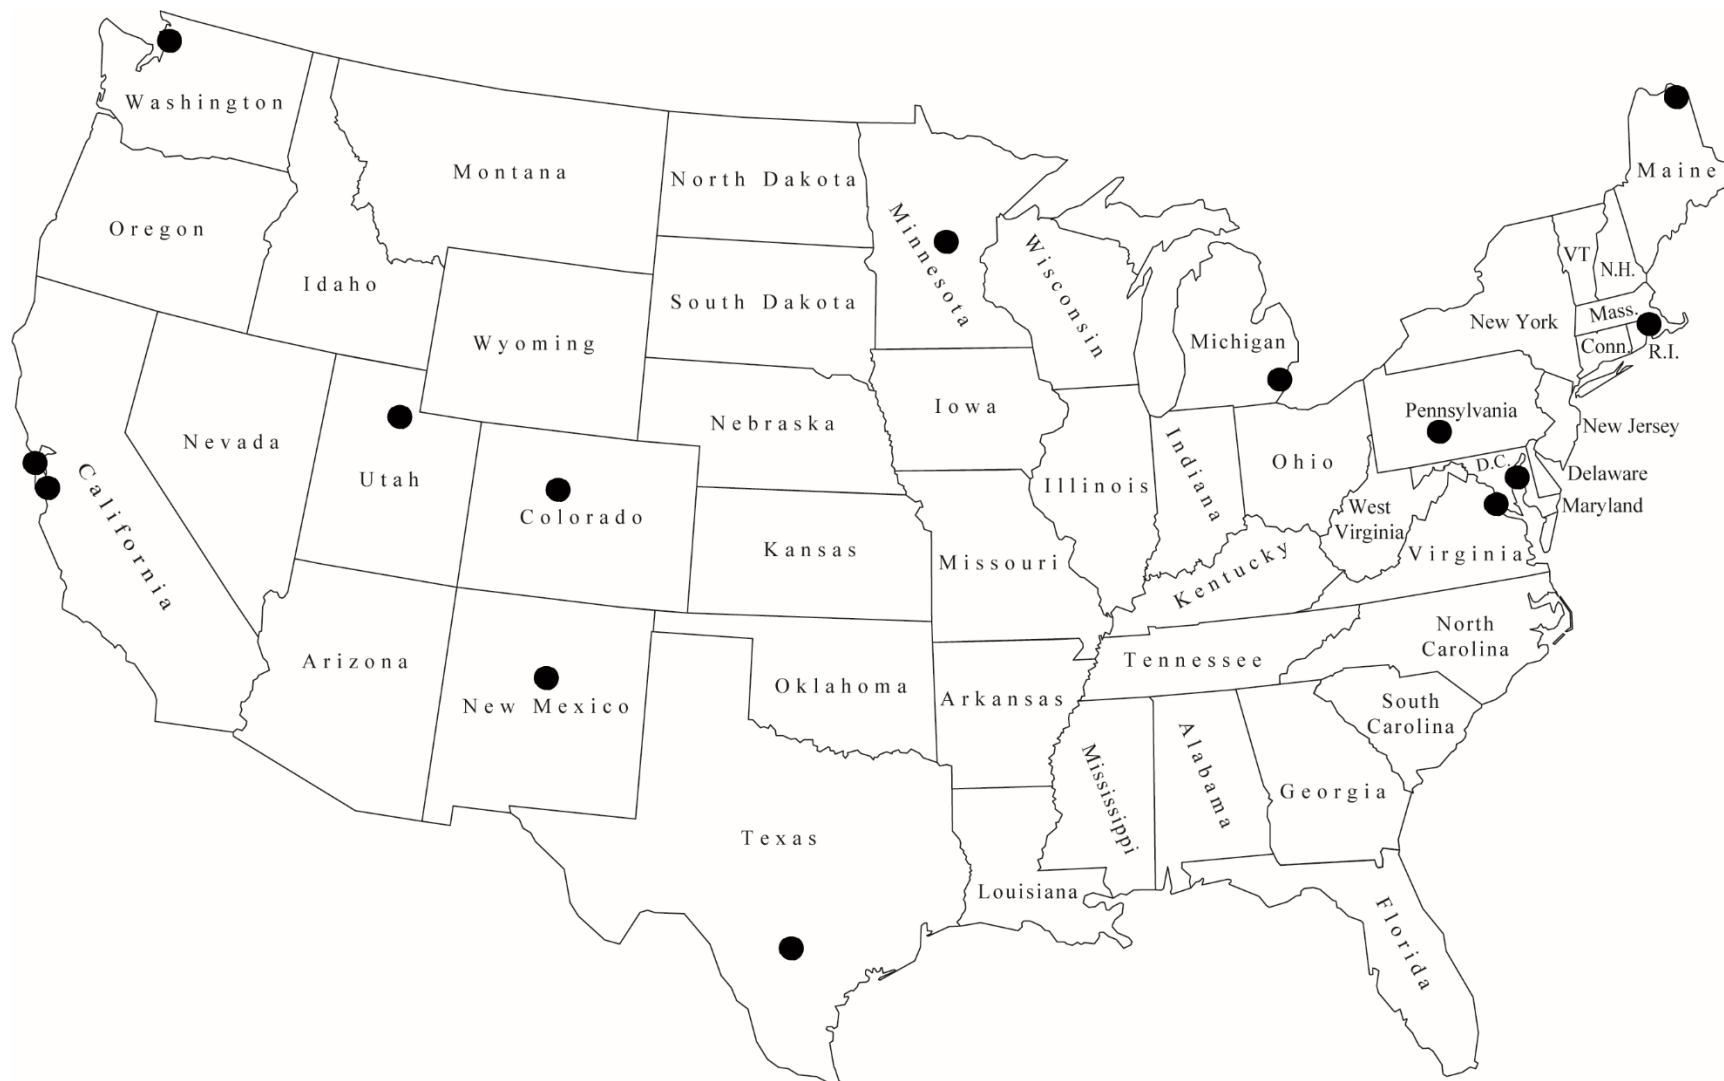 Washington
Montana
North Dakota
Minnesota
Maine
Oregon
Idaho
Wisconsin
VT
N.H.
South Dakota
Wyoming
Michigan
New York
Mass.
Conn.
R.I.
Nevada
Utah
Nebraska
Iowa
Pennsylvania
New Jersey
California
Colorado
Illinois
Indiana
Ohio
D.C.
Delaware
Maryland
West
Virginia
Virginia
Kansas
Missouri
Kentucky
Arizona
New Mexico
Oklahoma
Arkansas
Tennessee
North
Carolina
South
Carolina
Texas
Mississippi
Alabama
Georgia
Louisiana
Florida